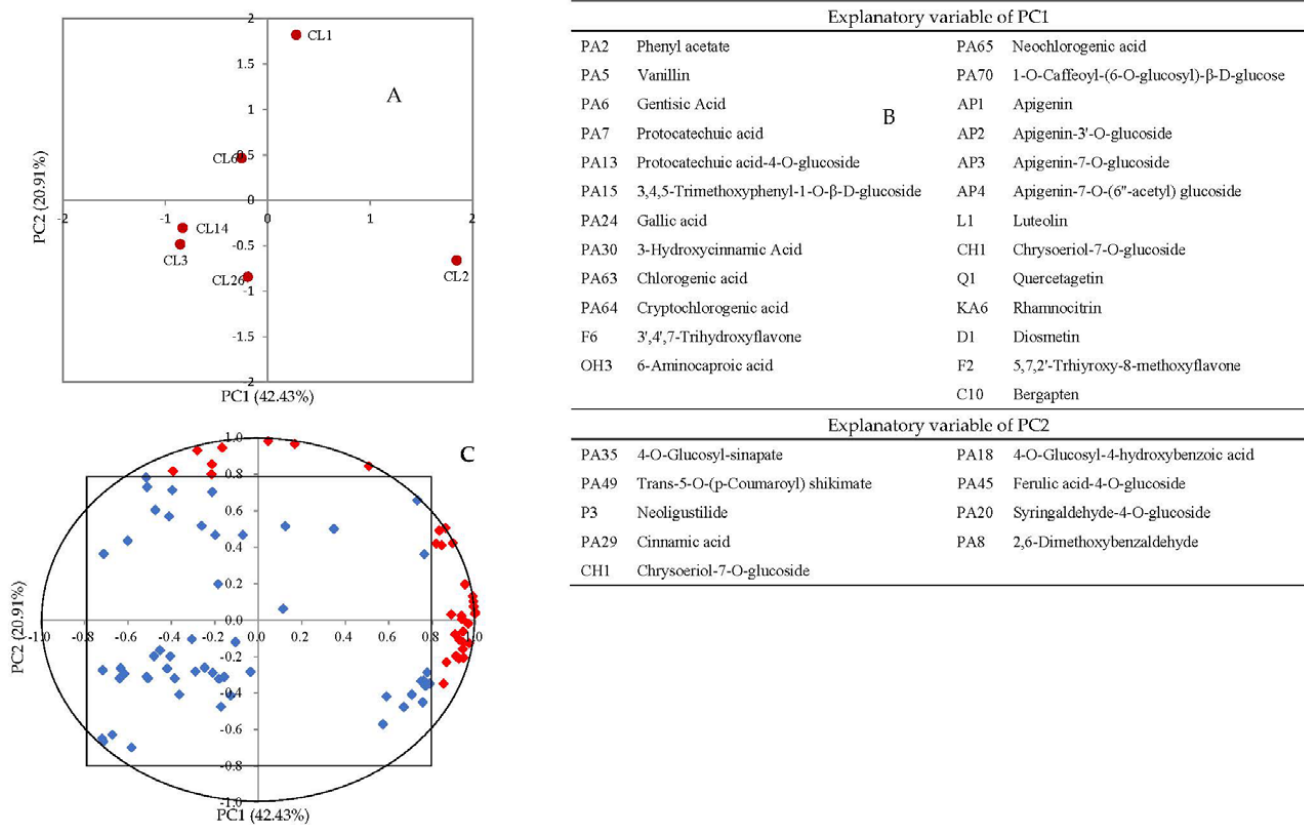 2
CL1
1.5
A
1
CL6
0.5
PC2 (20.91%)
-2
-1
0
0
1
2
CL14
CL3
-0.5
CL26
CL2
-1
-1.5
-2
PC1 (42.43%)
Explanatory variable of PC1
PA2 Phenyl acetate PA65 Neochlorogenic acid
PA5 Vanillin PA70 1-O-Caffeoyl-(6-O-glucosyl)-β-D-glucose
PA6 Gentisic Acid AP1 Apigenin
B
PA7 Protocatechuic acid AP2 Apigenin-3'-O-glucoside
PA13 Protocatechuic acid-4-O-glucoside AP3 Apigenin-7-O-glucoside
PA15 3,4,5-Trimethoxyphenyl-1-O-β-D-glucoside AP4 Apigenin-7-O-(6"-acetyl) glucoside
PA24 Gallic acid L1 Luteolin
PA30 3-Hydroxycinnamic Acid CH1 Chrysoeriol-7-O-glucoside
PA63 Chlorogenic acid Q1 Quercetagetin
PA64 Cryptochlorogenic acid KA6 Rhamnocitrin
F6 3',4',7-Trihydroxyflavone D1 Diosmetin
OH3 6-Aminocaproic acid F2 5,7,2'-Trhiyroxy-8-methoxyflavone
C10 Bergapten
Explanatory variable of PC2
PA35 4-O-Glucosyl-sinapate PA18 4-O-Glucosyl-4-hydroxybenzoic acid
PA49 Trans-5-O-(p-Coumaroyl) shikimate PA45 Ferulic acid-4-O-glucoside
P3 Neoligustilide PA20 Syringaldehyde-4-O-glucoside
PA29 Cinnamic acid PA8 2,6-Dimethoxybenzaldehyde
CH1 Chrysoeriol-7-O-glucoside
1.0
C
0.8
0.6
0.4
0.2
0.0
PC2 (20.91%)
-1.0
-0.8
-0.6
-0.4
-0.2
0.0
0.2
0.4
0.6
0.8
1.0
-0.2
-0.4
-0.6
-0.8
-1.0
PC1 (42.43%)